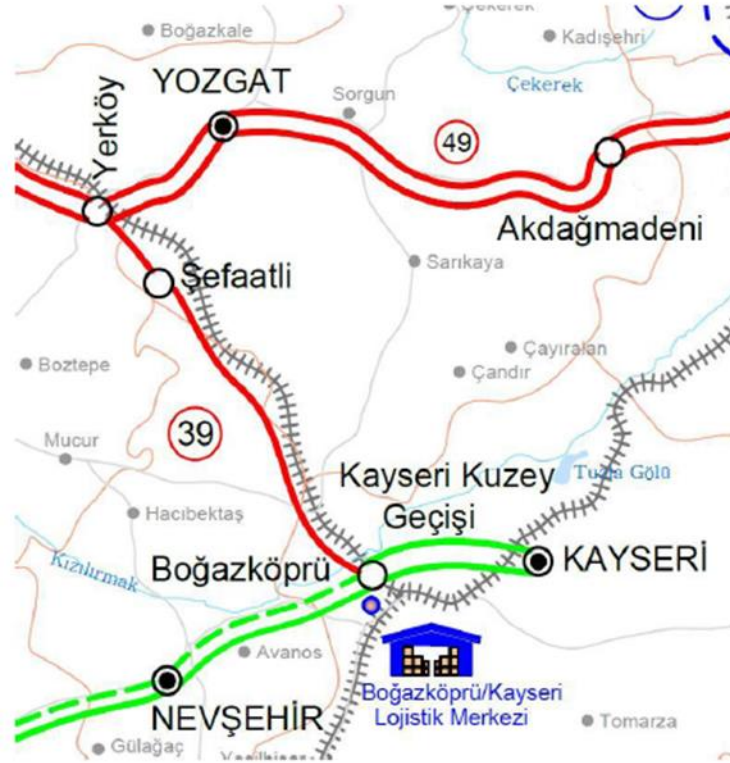 Çekerek
Boğazkale
Kadışehri
YOZGAT
Sorgun
Çekerek
Yerköy
49
Akdağmadeni
Sarıkaya
Şefaatli
Boztepe
Çayıralan
Çandır
39
Mucur
Kayseri Kuzey
Geçişi
Tuzla Gölü
Hacıbektaş
Kızılırmak
Boğazköprü
KAYSERİ
Avanos
NEVŞEHİR
Boğazköprü/Kayseri
Lojistik Merkezi
Tomarza
Gülağaç